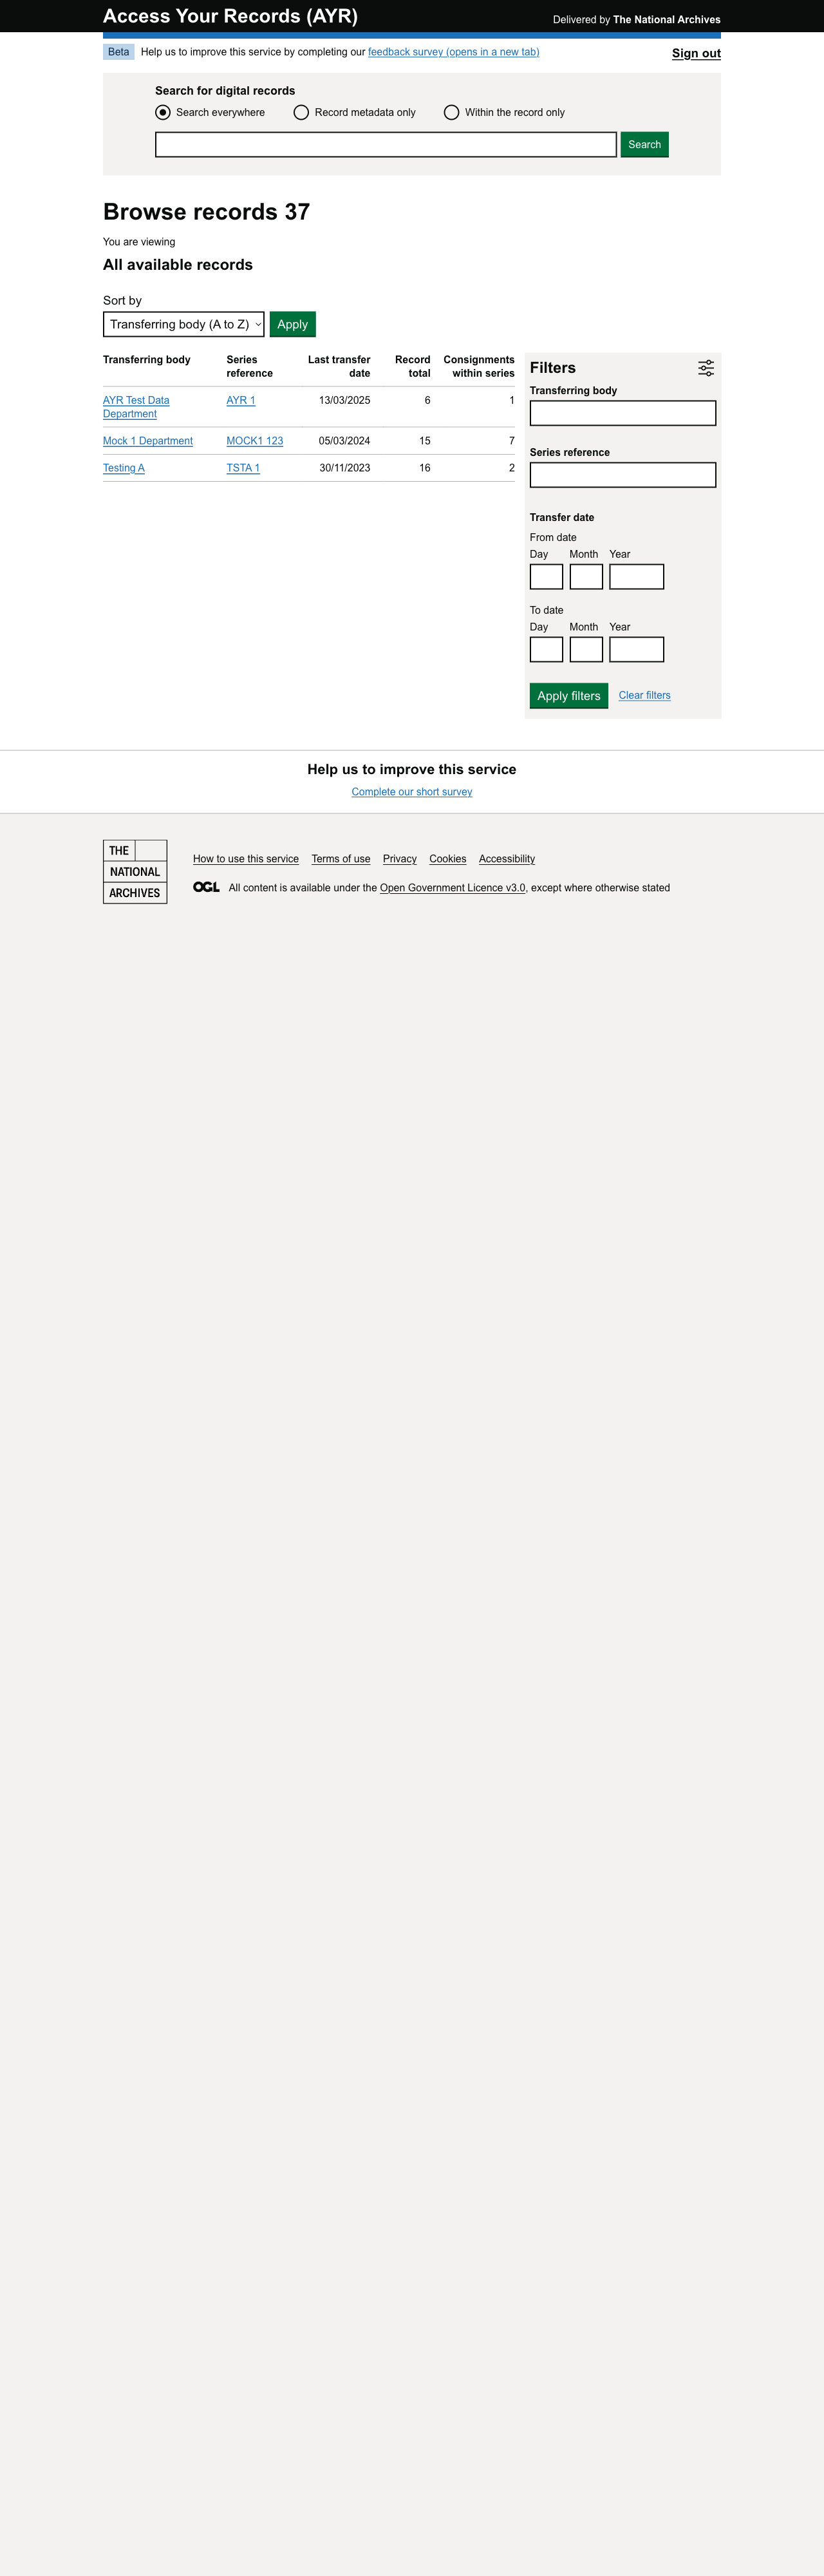 Access Your Records (AYR)
Delivered by The National Archives
Beta Help us to improve this service by completing our feedback survey (opens in a new tab)
Sign out
Search for digital records
Search everywhere Record metadata only Within the record only
Search
Browse records 37
You are viewing
All available records
Sort by
Transferring body (A to Z) Apply
Transferring body Series reference Last transfer date Record total Consignments within series
AYR Test Data Department AYR 1 13/03/2025 6 1
Mock 1 Department MOCK1 123 05/03/2024 15 7
Testing A TSTA 1 30/11/2023 16 2
Filters
Transferring body
Series reference
Transfer date
From date
Day Month Year
To date
Day Month Year
Apply filters Clear filters
Help us to improve this service
Complete our short survey
THE
NATIONAL
ARCHIVES
How to use this service Terms of use Privacy Cookies Accessibility
OGL All content is available under the Open Government Licence v3.0, except where otherwise stated